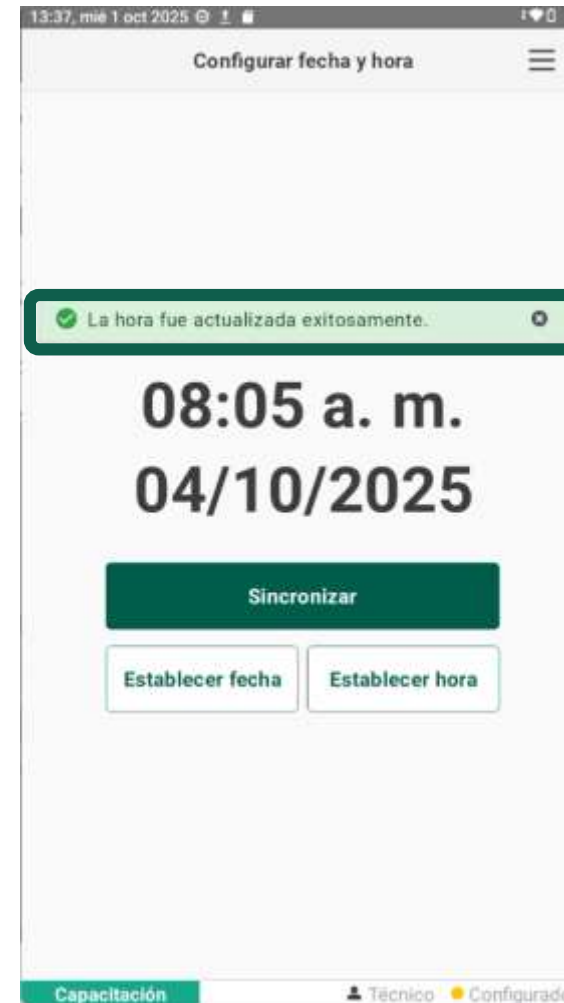 13:37, mié 1 oct 2025
Configurar fecha y hora
La hora fue actualizada exitosamente.
08:05 a. m.
04/10/2025
Sincronizar
Establecer fecha
Establecer hora
Capacitación
Técnico
Configurado